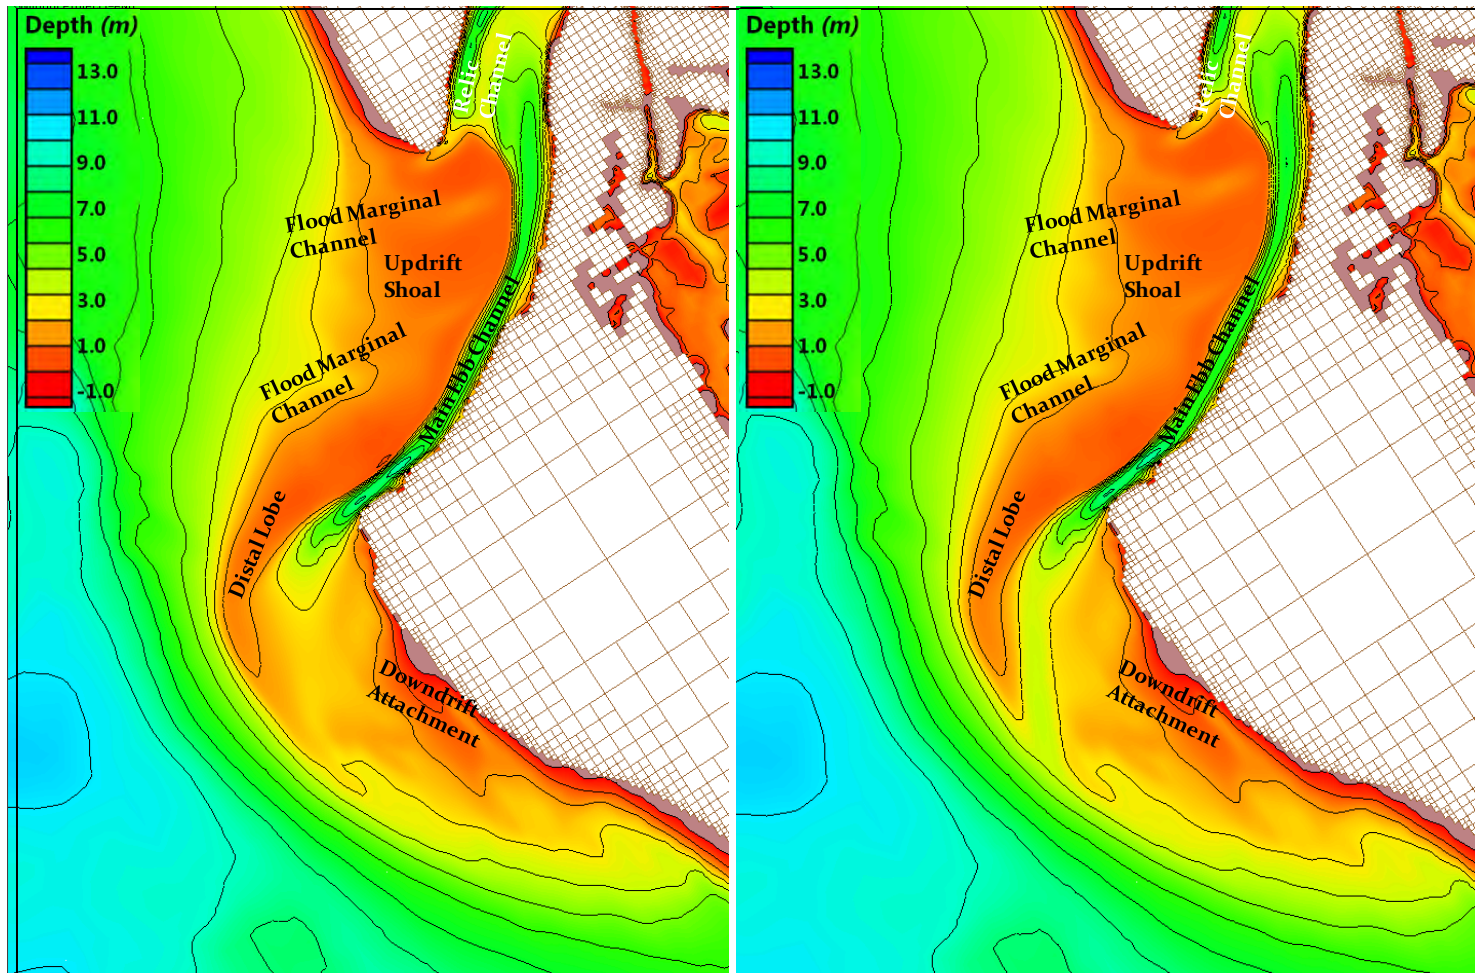 Depth (m)
13.0
11.0
9.0
7.0
5.0
3.0
1.0
-1.0
Relic
Channel
Flood Marginal
Channel
Updrift
Shoal
Flood Marginal
Channel
Main Ebb Channel
Distal Lobe
Downdrift
Attachment
Depth (m)
13.0
11.0
9.0
7.0
5.0
3.0
1.0
-1.0
Relic
Channel
Flood Marginal
Channel
Updrift
Shoal
Flood Marginal
Channel
Main Ebb Channel
Distal Lobe
Downdrift
Attachment